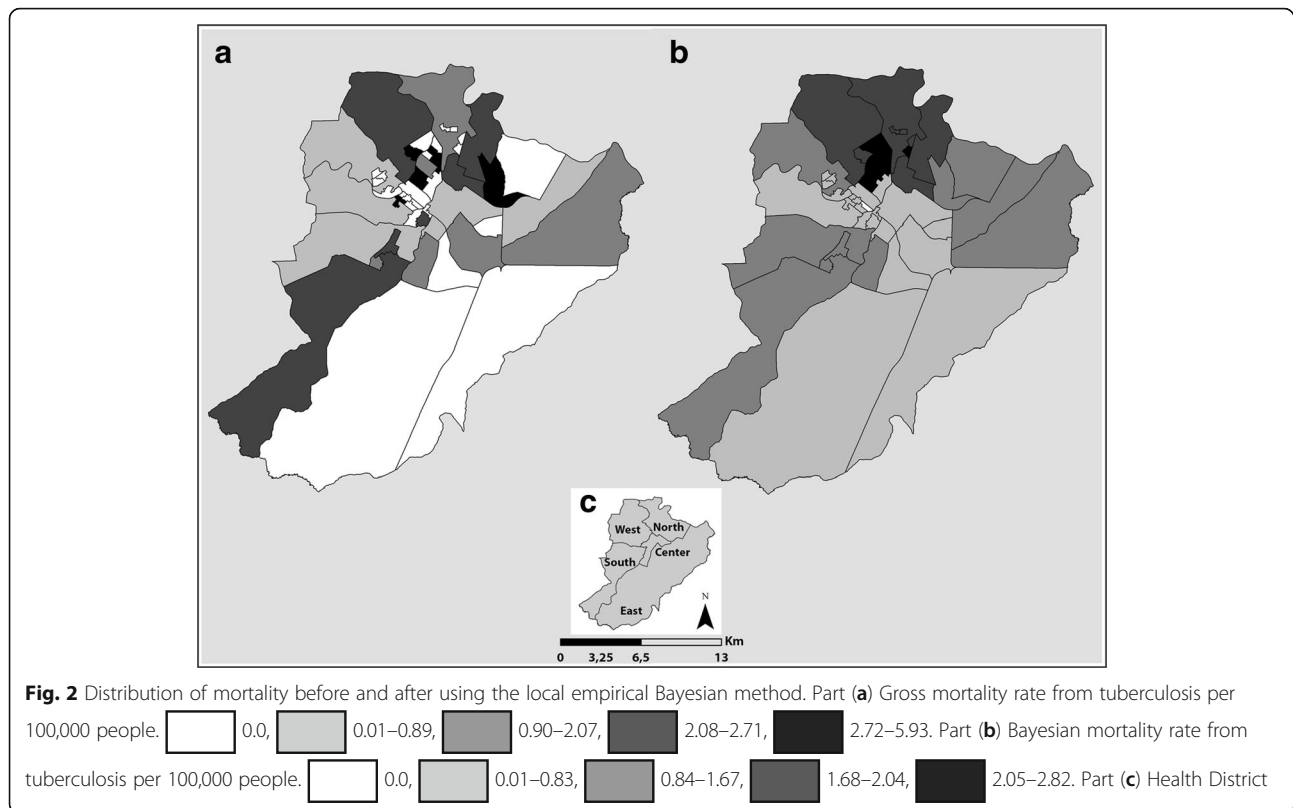 a
b
c
West
North
Center
South
East
N
Km
0 3,25 6,5 13
Fig. 2 Distribution of mortality before and after using the local empirical Bayesian method. Part (a) Gross mortality rate from tuberculosis per
100,000 people. 0.0, 0.01–0.89, 0.90–2.07, 2.08–2.71, 2.72–5.93. Part (b) Bayesian mortality rate from
tuberculosis per 100,000 people. 0.0, 0.01–0.83, 0.84–1.67, 1.68–2.04, 2.05–2.82. Part (c) Health District